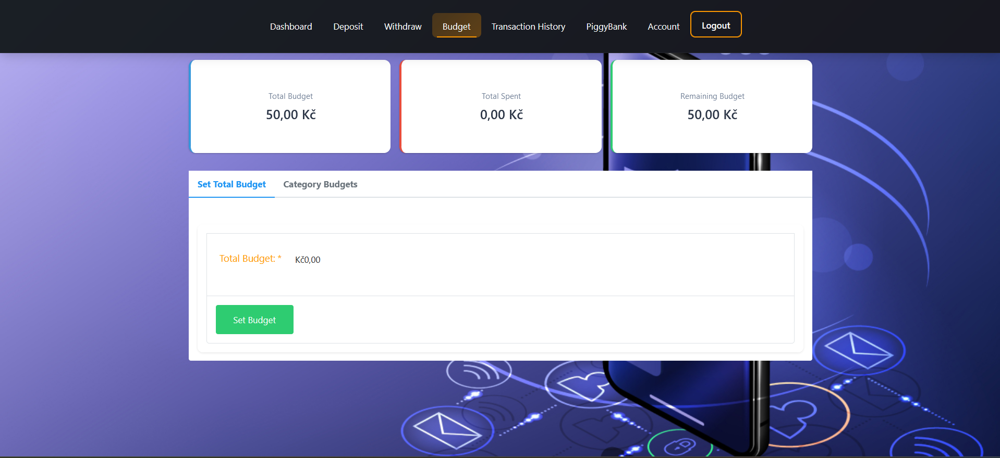 Dashboard Deposit Withdraw Budget Transaction History PiggyBank Account Logout
Total Budget
50,00 Kč
Total Spent
0,00 Kč
Remaining Budget
50,00 Kč
Set Total Budget Category Budgets
Total Budget: * Kč0,00
Set Budget